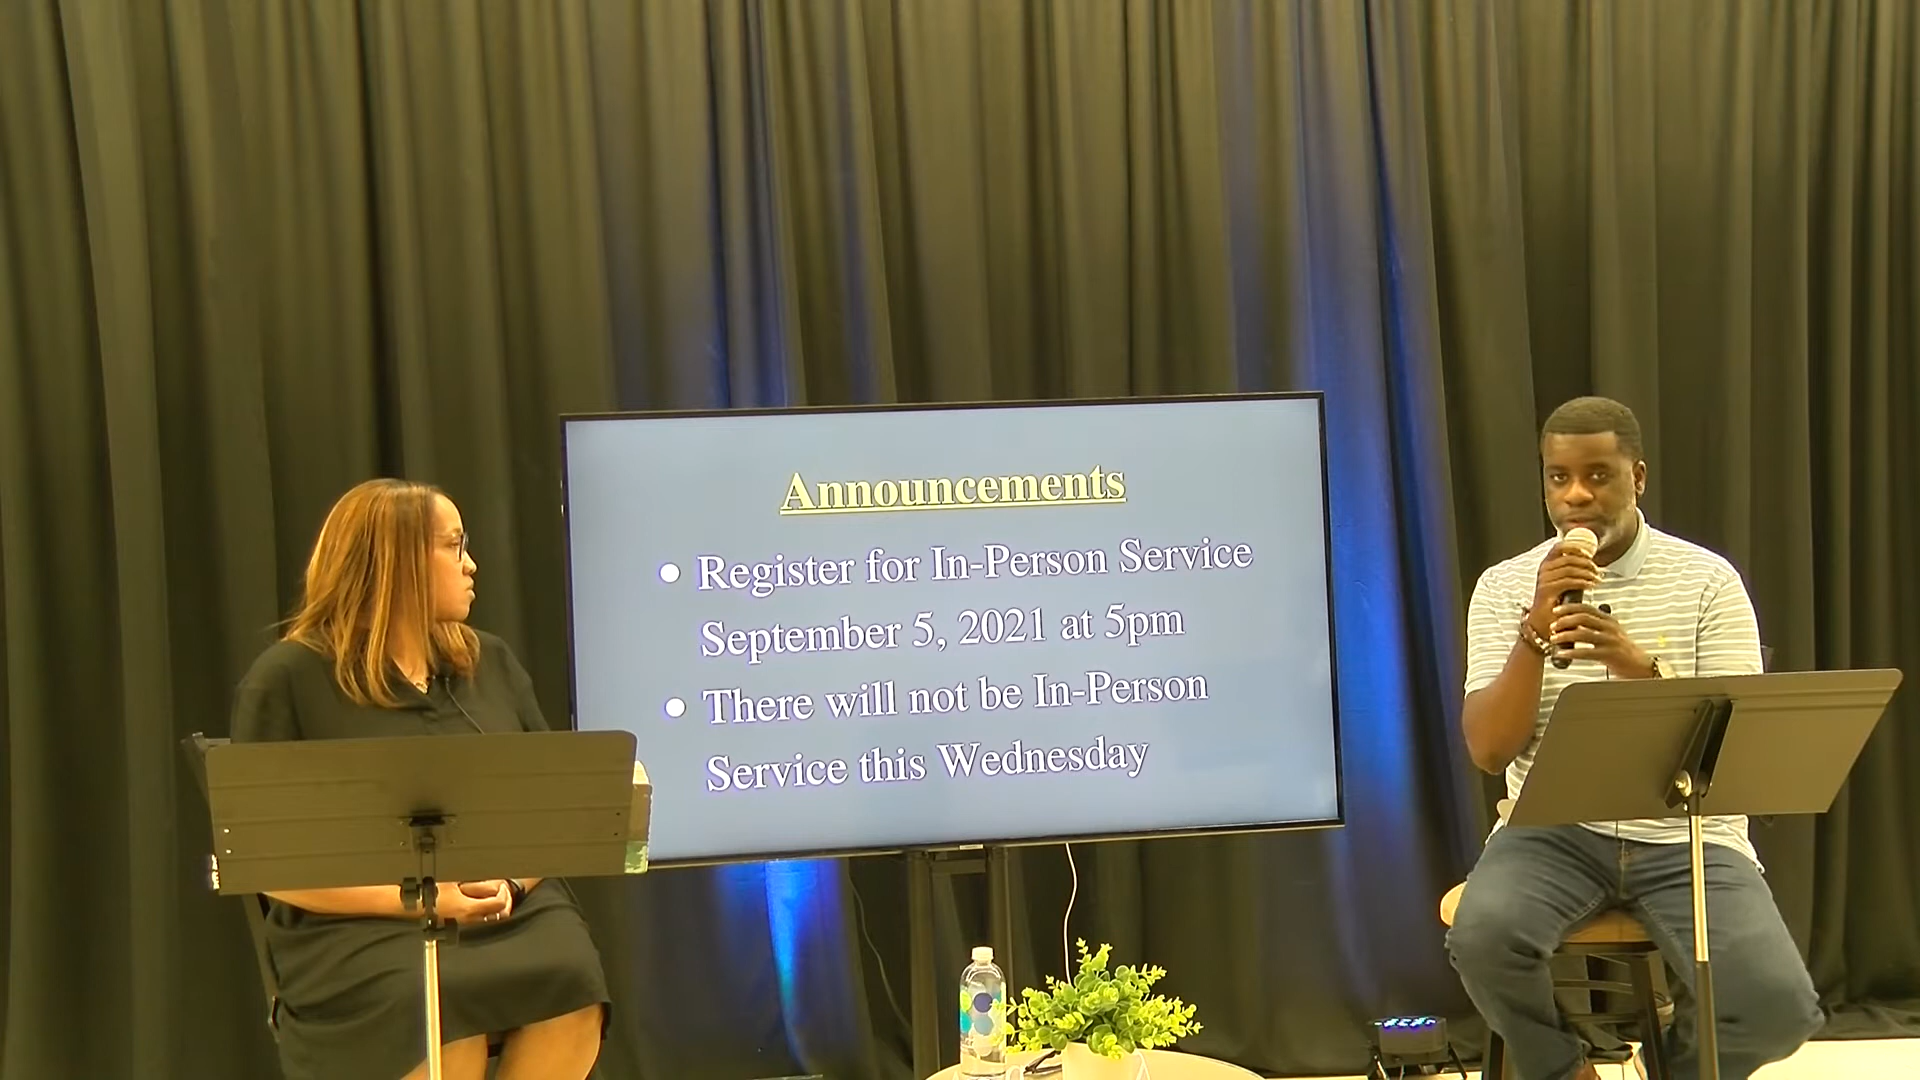 Announcements
• Register for In-Person Service
September 5, 2021 at 5pm
• There will not be In-Person
Service this Wednesday